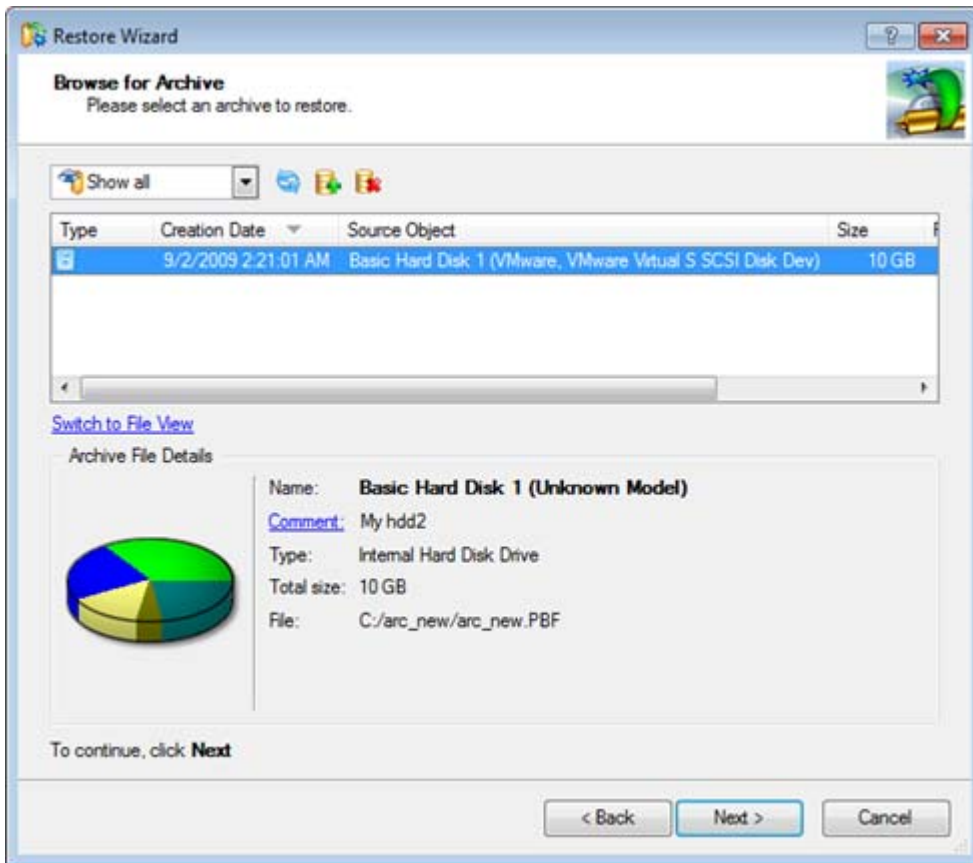 Restore Wizard
Browse for Archive
Please select an archive to restore.
Show all
Type Creation Date Source Object Size
9/2/2009 2:21:01 AM Basic Hard Disk 1 (VMware, VMware Virtual S SCSI Disk Dev) 10 GB
Switch to File View
Archive File Details
Name: Basic Hard Disk 1 (Unknown Model)
Comment: My hdd2
Type: Internal Hard Disk Drive
Total size: 10 GB
File: C:/arc_new/arc_new.PBF
To continue, click Next
< Back Next > Cancel